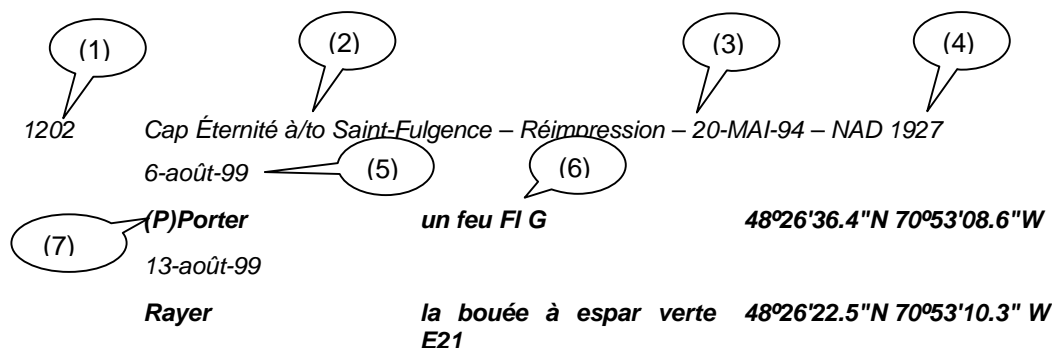 (1) (2) (3) (4)
1202 Cap Éternité à/to Saint-Fulgence – Réimpression – 20-MAI-94 – NAD 1927
6-août-99 (5) (6)
(P)Porter un feu Fl G 48º26'36.4"N 70º53'08.6"W
(7)
13-août-99
Rayer la bouée à espar verte 48º26'22.5"N 70º53'10.3" W
E21